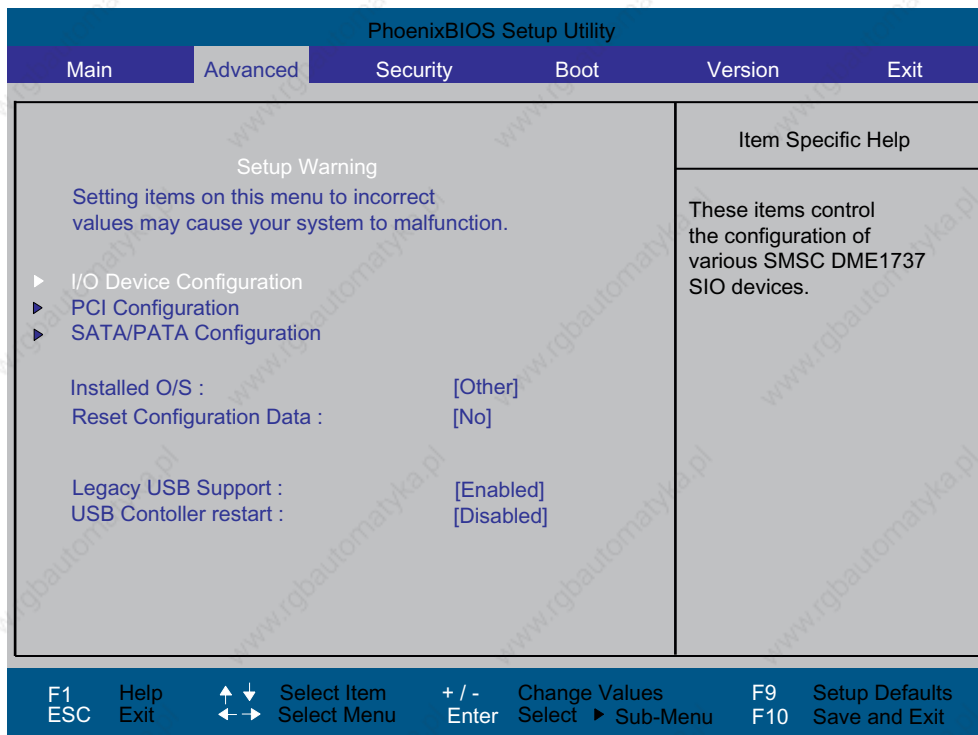 PhoenixBIOS Setup Utility
Main Advanced Security Boot Version Exit
Setup Warning
Setting items on this menu to incorrect
values may cause your system to malfunction.
I/O Device Configuration
PCI Configuration
SATA/PATA Configuration
Installed O/S : [Other]
Reset Configuration Data : [No]
Legacy USB Support : [Enabled]
USB Contoller restart : [Disabled]
Item Specific Help
These items control
the configuration of
various SMSC DME1737
SIO devices.
F1 Help Select Item + / - Change Values F9 Setup Defaults
ESC Exit Select Menu Enter Select Sub-Menu F10 Save and Exit
www.rgbautomatyka.pl